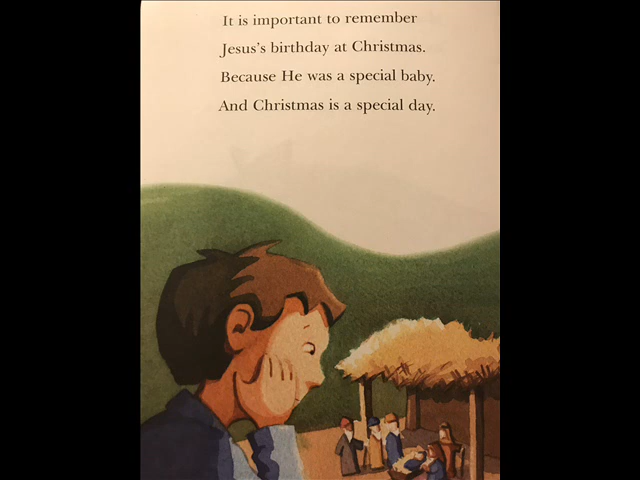 It is important to remember
Jesus's birthday at Christmas.
Because He was a special baby.
And Christmas is a special day.